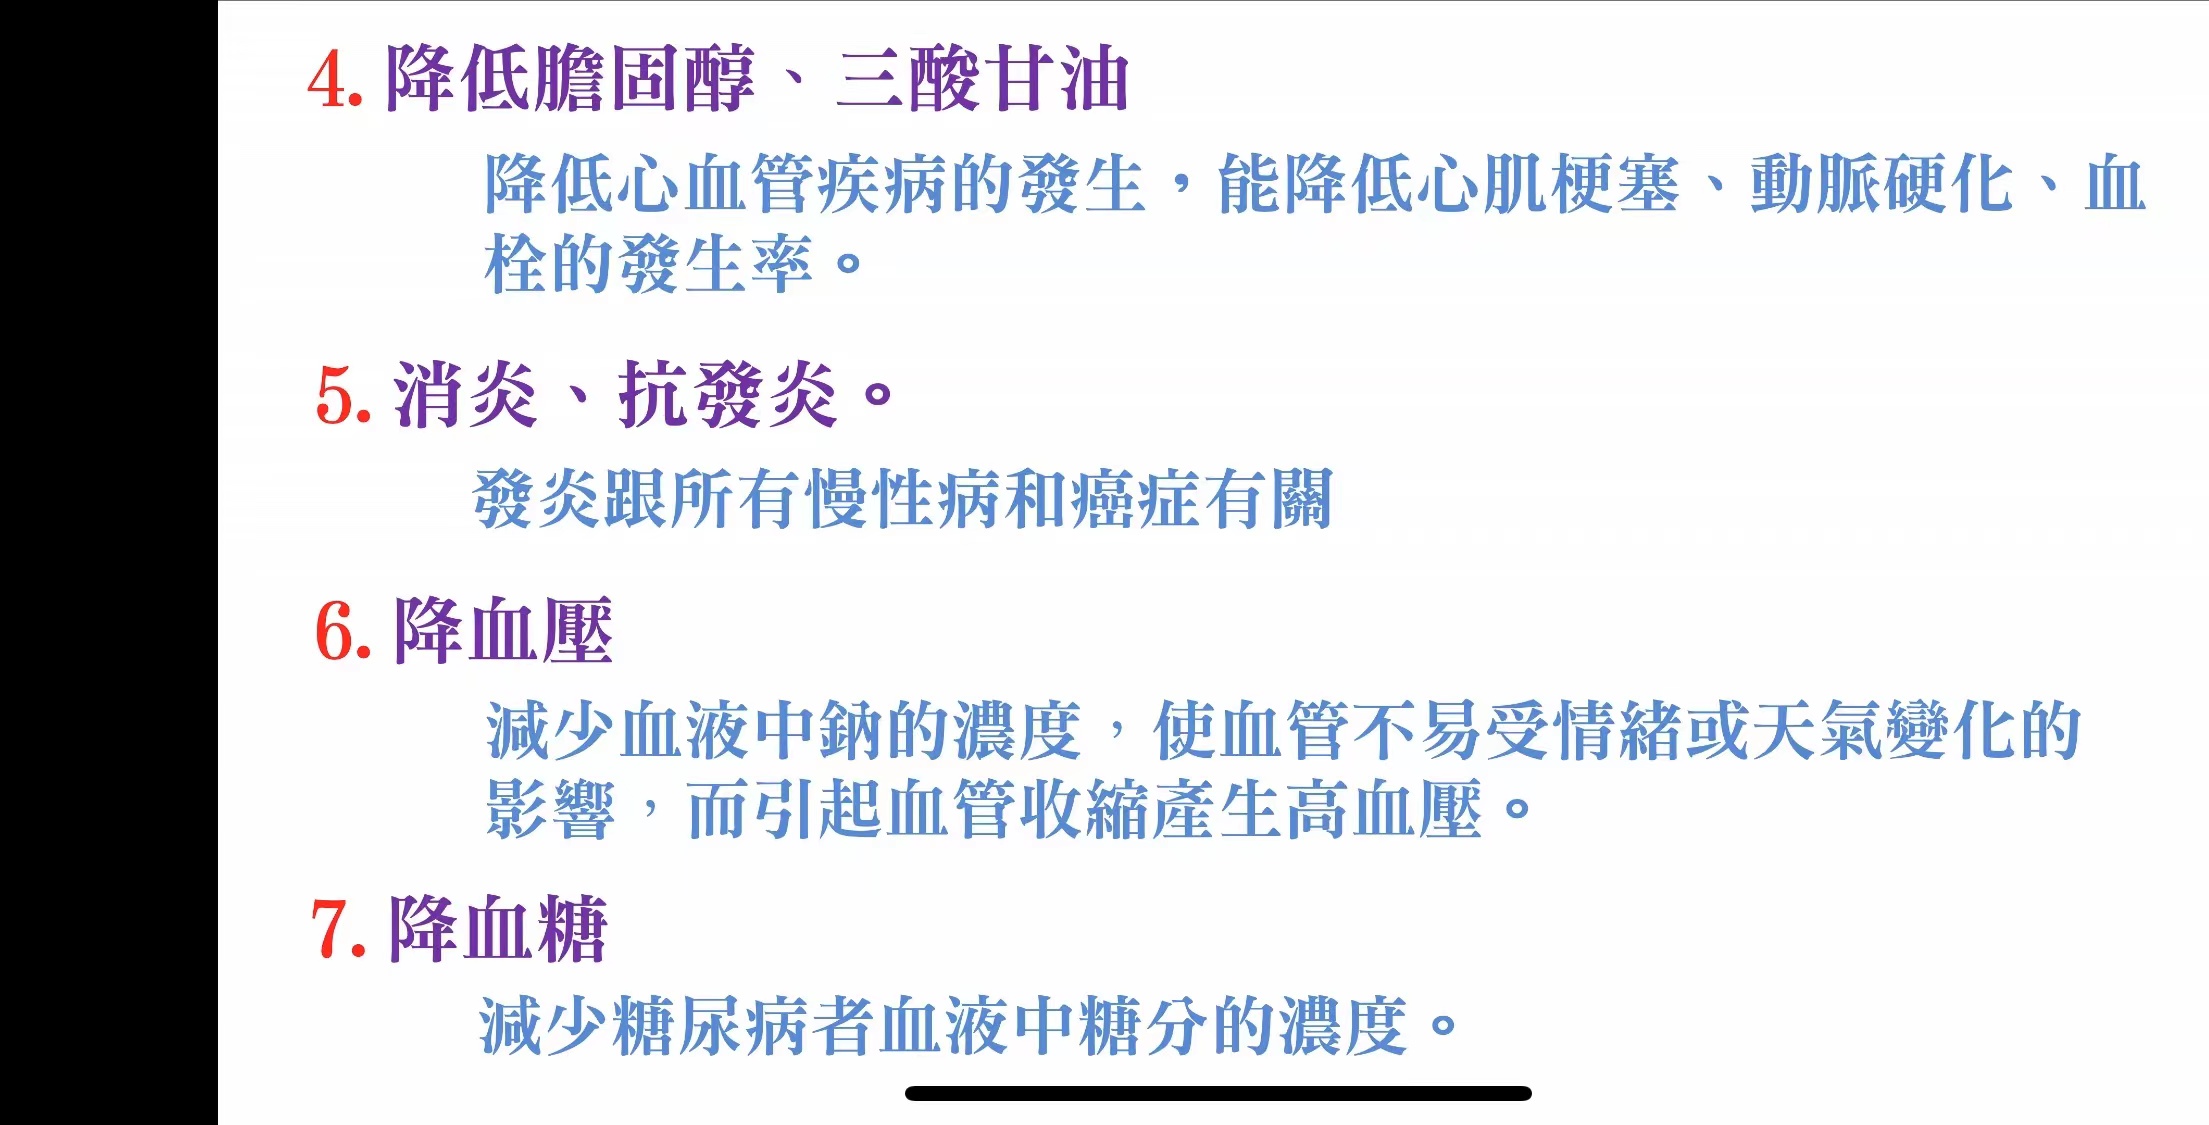 4. 降低膽固醇、三酸甘油
降低心血管疾病的發生，能降低心肌梗塞、動脈硬化、血
栓的發生率。
5. 消炎、抗發炎。
發炎跟所有慢性病和癌症有關
6. 降血壓
減少血液中鈉的濃度，使血管不易受情緒或天氣變化的
影響，而引起血管收縮產生高血壓。
7. 降血糖
減少糖尿病者血液中糖分的濃度。